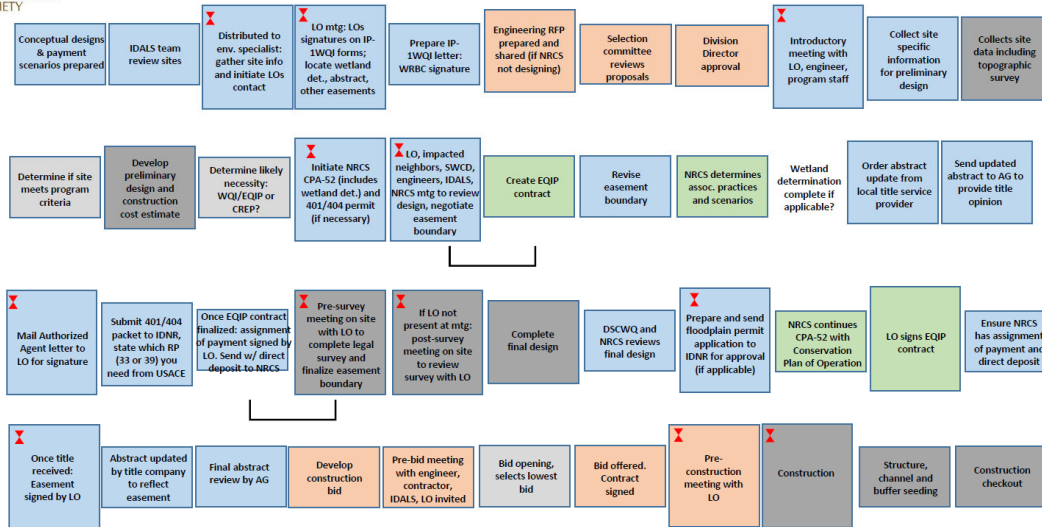 IETY
Conceptual designs
& payment
scenarios prepared
IDALS team
review sites
Distributed to
env. specialist:
gather site info
and initiate LOs
contact
LO mtg: LOs
signatures on IP-
1WQI forms;
locate wetland
det., abstract,
other easements
Prepare IP-
1WQI letter:
WRBC signature
Engineering RFP
prepared and
shared (if NRCS
not designing)
Selection
committee
reviews
proposals
Division
Director
approval
Introductory
meeting with
LO, engineer,
program staff
Collect site
specific
information
for preliminary
design
Collects site
data including
topographic
survey
Determine if site
meets program
criteria
Develop
preliminary
design and
construction
cost estimate
Determine likely
necessity:
WQI/EQIP or
CREP?
Initiate NRCS
CPA-52 (includes
wetland det.) and
401/404 permit
(if necessary)
LO, impacted
neighbors, SWCD,
engineers, IDALS,
NRCS mtg to review
design, negotiate
easement
boundary
Create EQIP
contract
Revise
easement
boundary
NRCS determines
assoc. practices
and scenarios
Wetland
determination
complete if
applicable?
Order abstract
update from
local title service
provider
Send updated
abstract to AG
to provide title
opinion
Mail Authorized
Agent letter to
LO for signature
Submit 401/404
packet to IDNR,
state which RP
(33 or 39) you
need from USACE
Once EQIP contract
finalized: assignment
of payment signed by
LO. Send w/ direct
deposit to NRCS
Pre-survey
meeting on site
with LO to
complete legal
survey and
finalize easement
boundary
If LO not
present at mtg:
post-survey
meeting on site
to review
survey with LO
Complete
final design
DSCWQ and
NRCS reviews
final design
Prepare and send
floodplain permit
application to
IDNR for approval
(if applicable)
NRCS continues
CPA-52 with
Conservation
Plan of Operation
LO signs EQIP
contract
Ensure NRCS
has assignment
of payment and
direct deposit
Once title
received:
Easement
signed by LO
Abstract updated
by title company
to reflect
easement
Final abstract
review by AG
Develop
construction
bid
Pre-bid meeting
with engineer,
contractor,
IDALS, LO invited
Bid opening,
selects lowest
bid
Bid offered.
Contract
signed
Pre-
construction
meeting with
LO
Construction
Structure,
channel and
buffer seeding
Construction
checkout